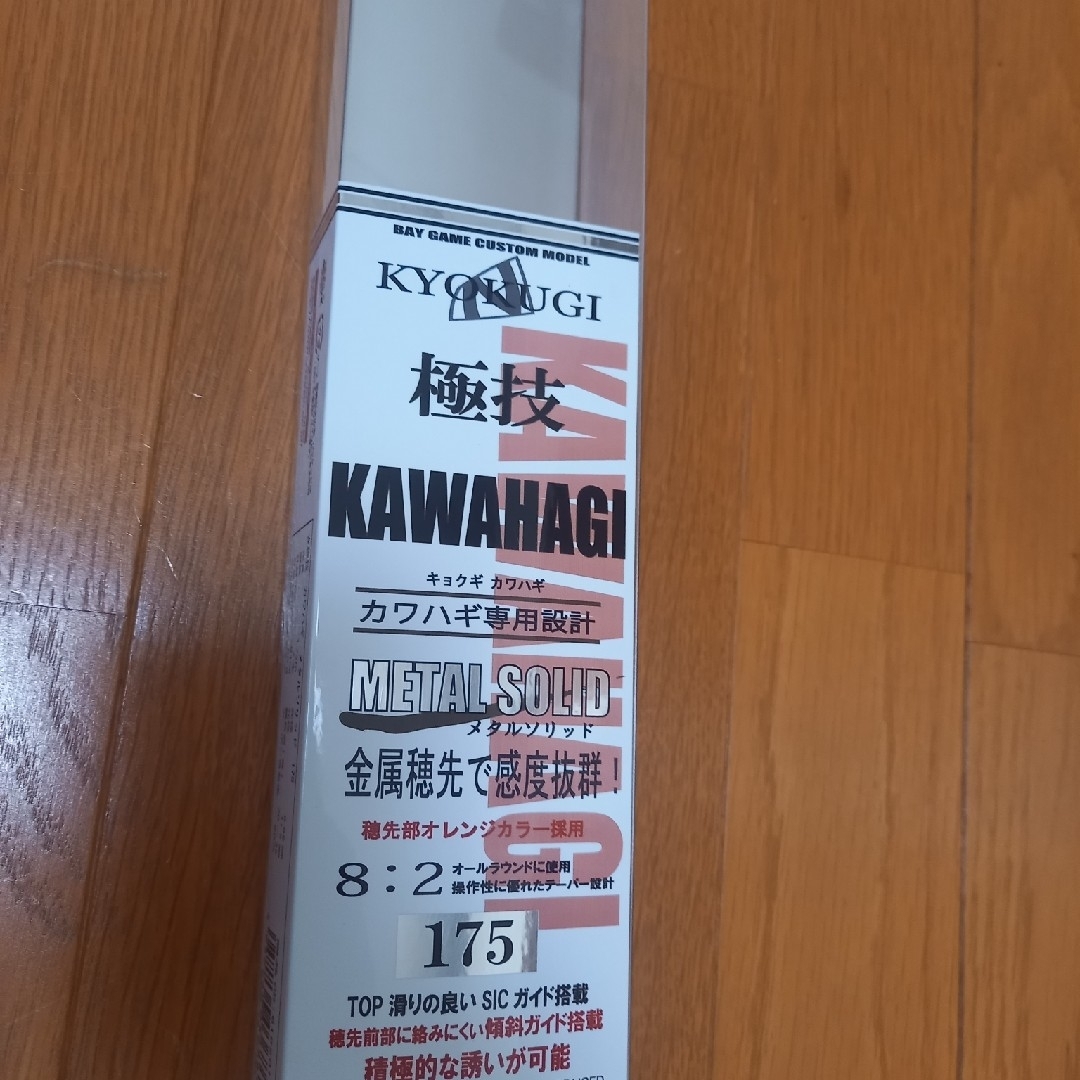 BAY GAME CUSTOM MODEL
KYOKUGI
極技
KAWAHAGI
KAWAHAGI
キョクギ カワハギ
カワハギ専用設計
METAL SOLID
メタルソリッド
金属穂先で感度抜群！
穂先部オレンジカラー採用
8：2 オールラウンドに使用
操作性に優れたテーパー設計
175
TOP 滑りの良い SIC ガイド搭載
穂先前部に絡みにくい傾斜ガイド搭載
積極的な誘いが可能